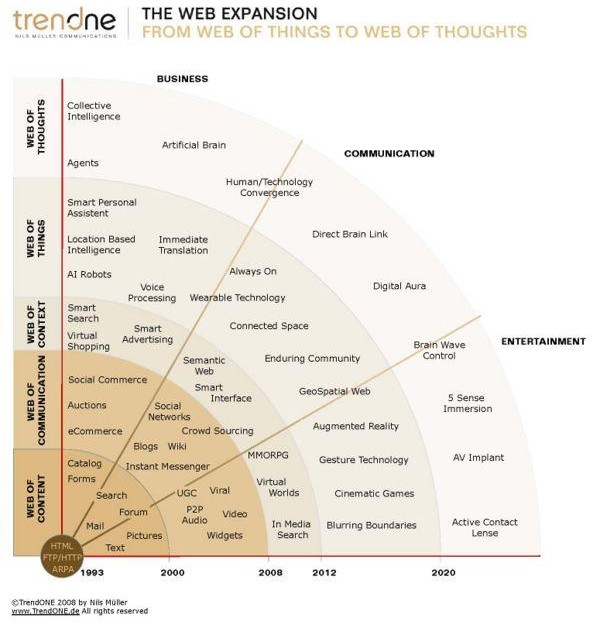 trendone
NILS MÜLLER COMMUNICATIONS
THE WEB EXPANSION
FROM WEB OF THINGS TO WEB OF THOUGHTS
BUSINESS
COMMUNICATION
ENTERTAINMENT
WEB OF
THOUGHTS
Collective
Intelligence
Artificial Brain
Agents
Human/Technology
Convergence
Direct Brain Link
Digital Aura
Brain Wave
Control
5 Sense
Immersion
AV Implant
Active Contact
Lense
WEB OF
THINGS
Smart Personal
Assistent
Location Based
Intelligence
Immediate
Translation
AI Robots
Voice
Processing
Always On
Wearable Technology
Connected Space
Enduring Community
GeoSpatial Web
Augmented Reality
Gesture Technology
Cinematic Games
Blurring Boundaries
WEB OF
CONTEXT
Smart
Search
Virtual
Shopping
Smart
Advertising
Semantic
Web
Smart
Interface
MMORPG
Virtual
Worlds
In Media
Search
WEB OF
COMMUNICATION
Social Commerce
Auctions
eCommerce
Social
Networks
Crowd Sourcing
Blogs Wiki
Instant Messenger
UGC Viral
P2P
Audio
Video
Widgets
WEB OF
CONTENT
Catalog
Forms
Search
Forum
Mail
Pictures
Text
HTML
FTP/HTTP
ARPA
1993 2000 2008 2012 2020
©TrendONE 2008 by Nils Müller
www.TrendONE.de All rights reserved